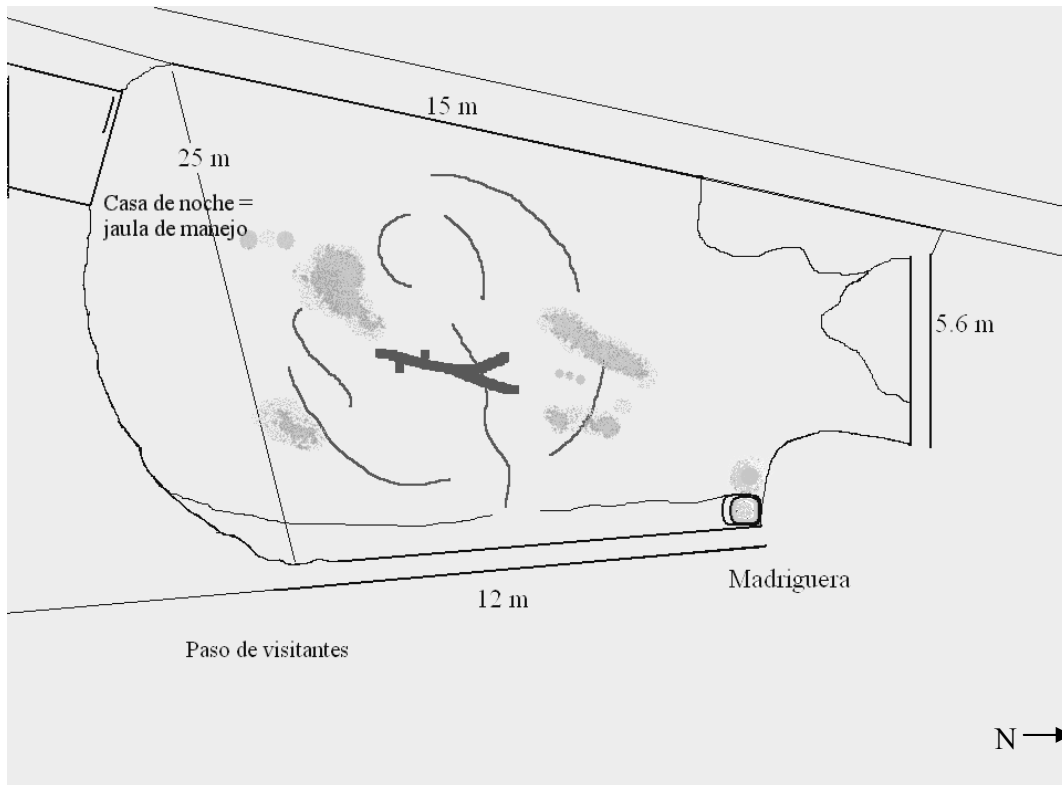 15 m
25 m
Casa de noche =
jaula de manejo
5.6 m
Madriguera
12 m
Paso de visitantes
N